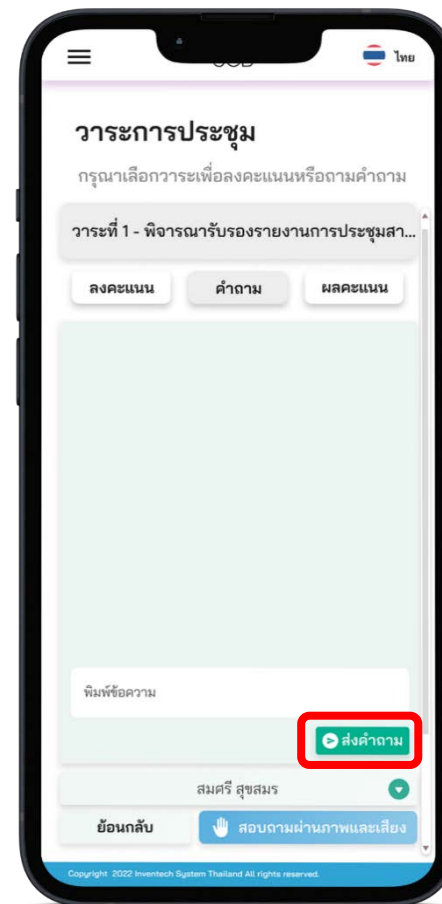 ไทย
วาระการประชุม
กรุณาเลือกวาระเพื่อลงคะแนนหรือถามคำถาม
วาระที่ 1 - พิจารณารับรองรายงานการประชุมสา...
ลงคะแนน คำถาม ผลคะแนน
พิมพ์ข้อความ
ส่งคำถาม
สมศรี สุขสมร
ย้อนกลับ สอบถามผ่านภาพและเสียง
Copyright 2022 Inventech System Thailand All rights reserved.